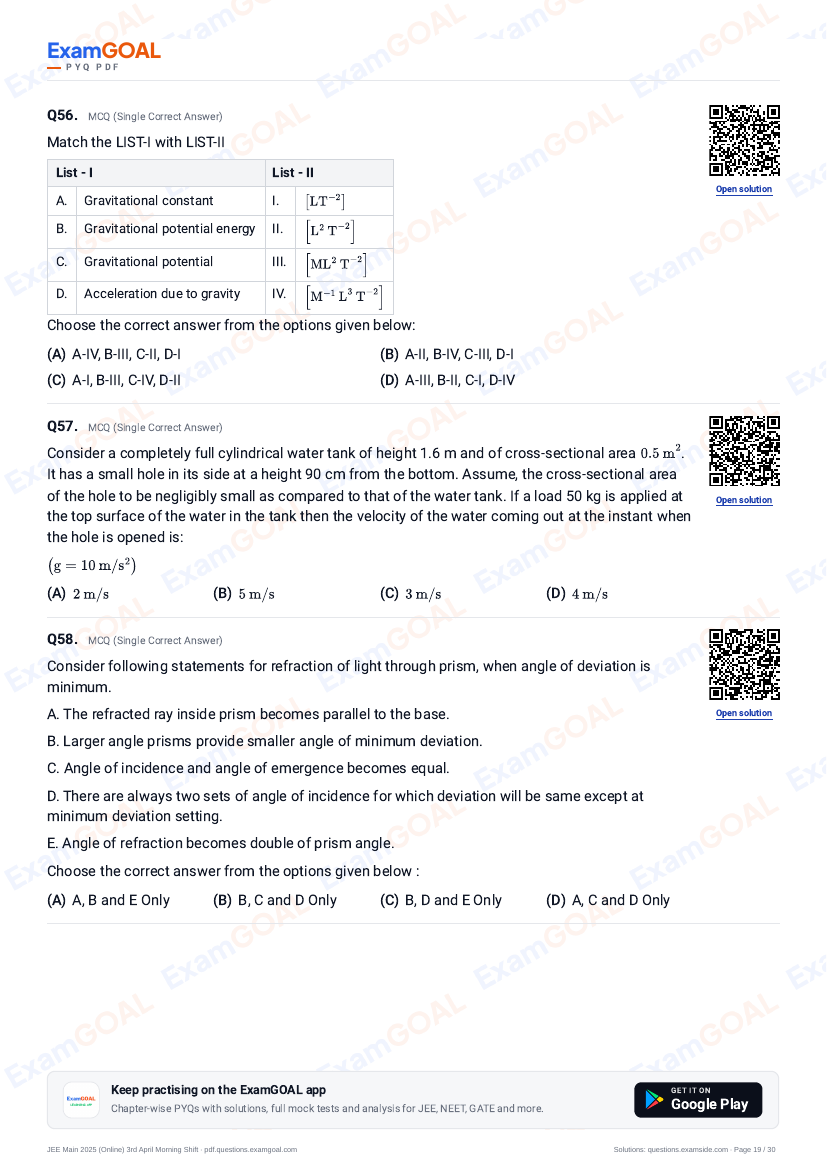 ExamGOAL
PYQ PDF
Q56. MCQ (Single Correct Answer)
Match the LIST-I with LIST-II
List - I List - II
A. Gravitational constant I. [LT⁻²]
B. Gravitational potential energy II. [L² T⁻²]
C. Gravitational potential III. [ML² T⁻²]
D. Acceleration due to gravity IV. [M⁻¹ L³ T⁻²]
Choose the correct answer from the options given below:
(A) A-IV, B-III, C-II, D-I (B) A-II, B-IV, C-III, D-I
(C) A-I, B-III, C-IV, D-II (D) A-III, B-II, C-I, D-IV
Open solution
Q57. MCQ (Single Correct Answer)
Consider a completely full cylindrical water tank of height 1.6 m and of cross-sectional area 0.5 m².
It has a small hole in its side at a height 90 cm from the bottom. Assume, the cross-sectional area
of the hole to be negligibly small as compared to that of the water tank. If a load 50 kg is applied at
the top surface of the water in the tank then the velocity of the water coming out at the instant when
the hole is opened is:
(g = 10 m/s²)
(A) 2 m/s (B) 5 m/s (C) 3 m/s (D) 4 m/s
Open solution
Q58. MCQ (Single Correct Answer)
Consider following statements for refraction of light through prism, when angle of deviation is
minimum.
A. The refracted ray inside prism becomes parallel to the base.
B. Larger angle prisms provide smaller angle of minimum deviation.
C. Angle of incidence and angle of emergence becomes equal.
D. There are always two sets of angle of incidence for which deviation will be same except at
minimum deviation setting.
E. Angle of refraction becomes double of prism angle.
Choose the correct answer from the options given below :
(A) A, B and E Only (B) B, C and D Only (C) B, D and E Only (D) A, C and D Only
Open solution
ExamGOAL
Keep practising on the ExamGOAL app
Chapter-wise PYQs with solutions, full mock tests and analysis for JEE, NEET, GATE and more.
GET IT ON
Google Play
JEE Main 2025 (Online) 3rd April Morning Shift · pdf.questions.examgoal.com
Solutions: questions.examside.com · Page 19 / 30